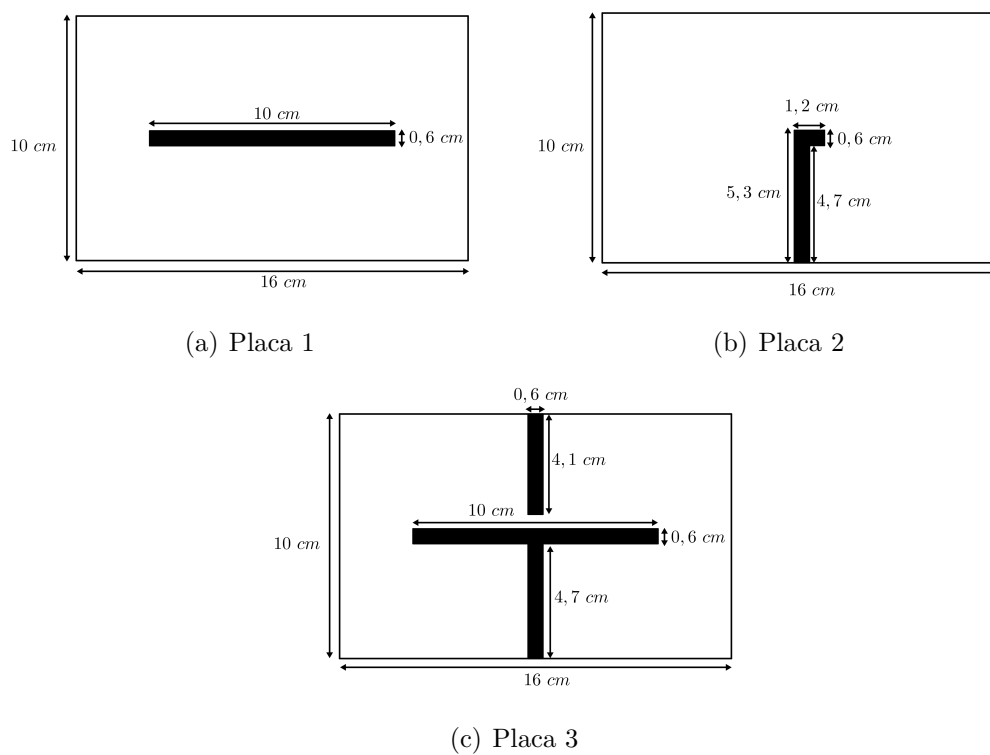 10 cm
0, 6 cm
10 cm
16 cm
(a) Placa 1
1, 2 cm
0, 6 cm
10 cm
5, 3 cm
4, 7 cm
16 cm
(b) Placa 2
0, 6 cm
4, 1 cm
10 cm
10 cm
0, 6 cm
4, 7 cm
16 cm
(c) Placa 3